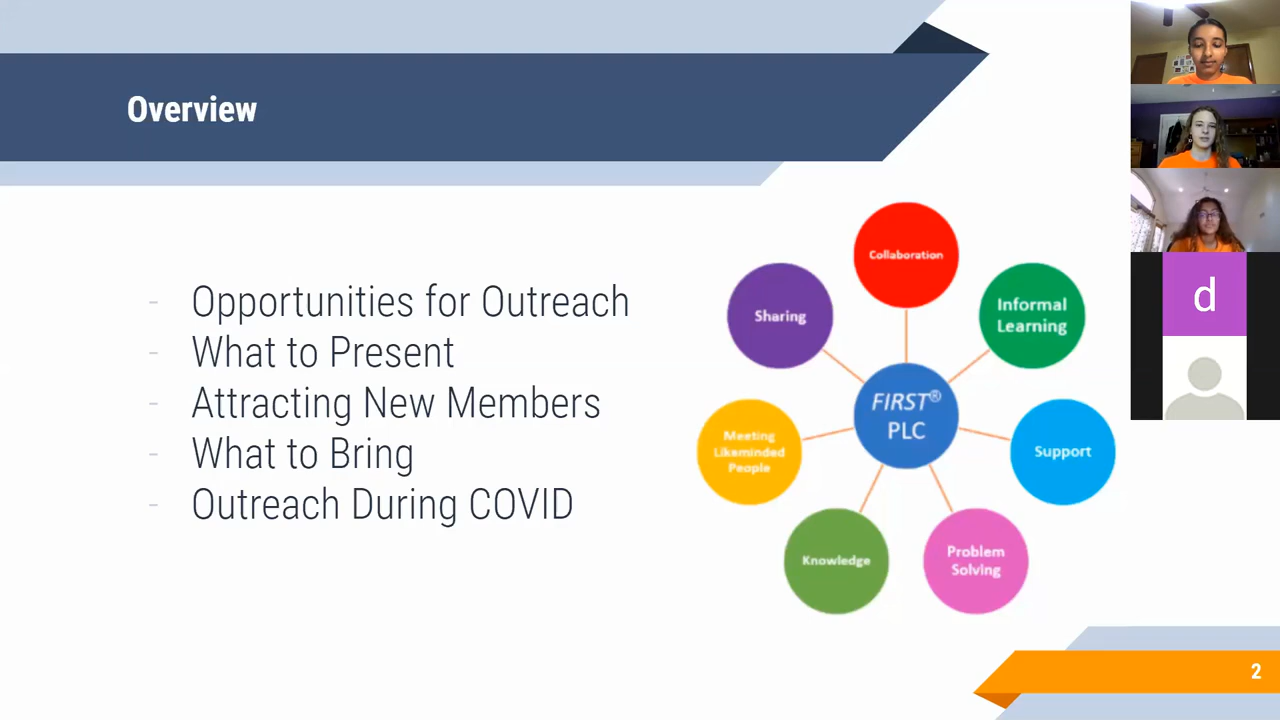 Overview
- Opportunities for Outreach
- What to Present
- Attracting New Members
- What to Bring
- Outreach During COVID
Collaboration
Sharing
Informal
Learning
FIRST®
PLC
Meeting
Likeminded
People
Support
Knowledge
Problem
Solving
d
2